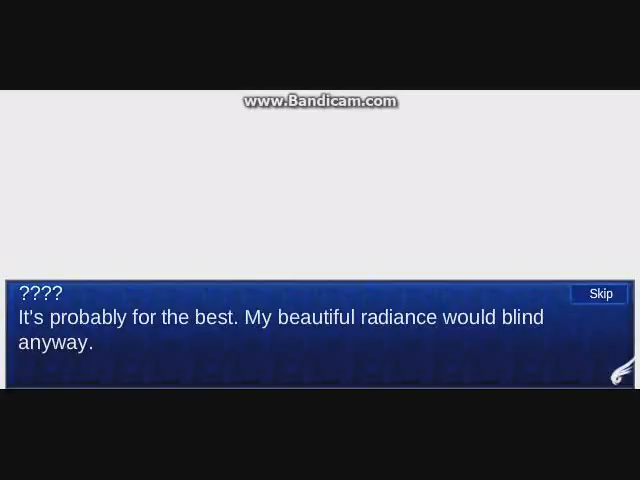 www.Bandicam.com
????
Skip
It's probably for the best. My beautiful radiance would blind
anyway.